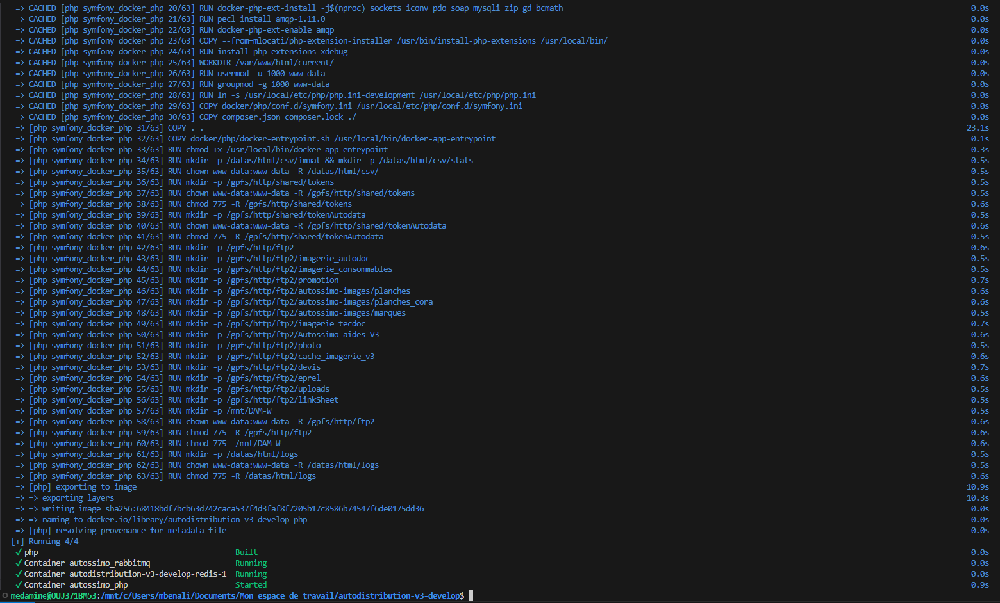 => CACHED [php symfony_docker_php 20/63] RUN docker-php-ext-install -j$(nproc) sockets iconv pdo soap mysqli zip gd bcmath 0.0s
=> CACHED [php symfony_docker_php 21/63] RUN pecl install amqp-1.11.0 0.0s
=> CACHED [php symfony_docker_php 22/63] RUN docker-php-ext-enable amqp 0.0s
=> CACHED [php symfony_docker_php 23/63] COPY --from=mlocati/php-extension-installer /usr/bin/install-php-extensions /usr/local/bin/ 0.0s
=> CACHED [php symfony_docker_php 24/63] RUN install-php-extensions xdebug 0.0s
=> CACHED [php symfony_docker_php 25/63] WORKDIR /var/www/html/current/ 0.0s
=> CACHED [php symfony_docker_php 26/63] RUN usermod -u 1000 www-data 0.0s
=> CACHED [php symfony_docker_php 27/63] RUN groupmod -g 1000 www-data 0.0s
=> CACHED [php symfony_docker_php 28/63] RUN ln -s /usr/local/etc/php/php.ini-development /usr/local/etc/php/php.ini 0.0s
=> CACHED [php symfony_docker_php 29/63] COPY docker/php/conf.d/symfony.ini /usr/local/etc/php/conf.d/symfony.ini 0.0s
=> CACHED [php symfony_docker_php 30/63] COPY composer.json composer.lock ./ 0.0s
=> [php symfony_docker_php 31/63] COPY . . 23.1s
=> [php symfony_docker_php 32/63] COPY docker/php/docker-entrypoint.sh /usr/local/bin/docker-app-entrypoint 0.1s
=> [php symfony_docker_php 33/63] RUN chmod +x /usr/local/bin/docker-app-entrypoint 0.3s
=> [php symfony_docker_php 34/63] RUN mkdir -p /datas/html/csv/immat && mkdir -p /datas/html/csv/stats 0.5s
=> [php symfony_docker_php 35/63] RUN chown www-data:www-data -R /datas/html/csv/ 0.5s
=> [php symfony_docker_php 36/63] RUN mkdir -p /gpfs/http/shared/tokens 0.5s
=> [php symfony_docker_php 37/63] RUN chown www-data:www-data -R /gpfs/http/shared/tokens 0.5s
=> [php symfony_docker_php 38/63] RUN chmod 775 -R /gpfs/http/shared/tokens 0.6s
=> [php symfony_docker_php 39/63] RUN mkdir -p /gpfs/http/shared/tokenAutodata 0.5s
=> [php symfony_docker_php 40/63] RUN chown www-data:www-data -R /gpfs/http/shared/tokenAutodata 0.6s
=> [php symfony_docker_php 41/63] RUN chmod 775 -R /gpfs/http/shared/tokenAutodata 0.5s
=> [php symfony_docker_php 42/63] RUN mkdir -p /gpfs/http/ftp2 0.6s
=> [php symfony_docker_php 43/63] RUN mkdir -p /gpfs/http/ftp2/imagerie_autodoc 0.5s
=> [php symfony_docker_php 44/63] RUN mkdir -p /gpfs/http/ftp2/imagerie_consommables 0.5s
=> [php symfony_docker_php 45/63] RUN mkdir -p /gpfs/http/ftp2/promotion 0.7s
=> [php symfony_docker_php 46/63] RUN mkdir -p /gpfs/http/ftp2/autossimo-images/planches 0.6s
=> [php symfony_docker_php 47/63] RUN mkdir -p /gpfs/http/ftp2/autossimo-images/planches_cora 0.6s
=> [php symfony_docker_php 48/63] RUN mkdir -p /gpfs/http/ftp2/autossimo-images/marques 0.5s
=> [php symfony_docker_php 49/63] RUN mkdir -p /gpfs/http/ftp2/imagerie_tecdoc 0.7s
=> [php symfony_docker_php 50/63] RUN mkdir -p /gpfs/http/ftp2/Autossimo_aides_V3 0.6s
=> [php symfony_docker_php 51/63] RUN mkdir -p /gpfs/http/ftp2/photo 0.5s
=> [php symfony_docker_php 52/63] RUN mkdir -p /gpfs/http/ftp2/cache_imagerie_v3 0.6s
=> [php symfony_docker_php 53/63] RUN mkdir -p /gpfs/http/ftp2/devis 0.7s
=> [php symfony_docker_php 54/63] RUN mkdir -p /gpfs/http/ftp2/eprel 0.6s
=> [php symfony_docker_php 55/63] RUN mkdir -p /gpfs/http/ftp2/uploads 0.5s
=> [php symfony_docker_php 56/63] RUN mkdir -p /gpfs/http/ftp2/linkSheet 0.5s
=> [php symfony_docker_php 57/63] RUN mkdir -p /mnt/DAM-W 0.5s
=> [php symfony_docker_php 58/63] RUN chown www-data:www-data -R /gpfs/http/ftp2 0.6s
=> [php symfony_docker_php 59/63] RUN chmod 775 -R /gpfs/http/ftp2 0.6s
=> [php symfony_docker_php 60/63] RUN chmod 775  /mnt/DAM-W 0.6s
=> [php symfony_docker_php 61/63] RUN mkdir -p /datas/html/logs 0.5s
=> [php symfony_docker_php 62/63] RUN chown www-data:www-data -R /datas/html/logs 0.5s
=> [php symfony_docker_php 63/63] RUN chmod 775 -R /datas/html/logs 0.6s
=> [php] exporting to image 10.9s
=> => exporting layers 10.3s
=> => writing image sha256:68418bdf7bcb63d742caca537f4d3faf8f7205b17c8586b74547f6de0175dd36 0.0s
=> => naming to docker.io/library/autodistribution-v3-develop-php 0.0s
=> [php] resolving provenance for metadata file 0.0s
[+] Running 4/4
✓ php Built 0.0s
✓ Container autossimo_rabbitmq Running 0.0s
✓ Container autodistribution-v3-develop-redis-1 Running 0.0s
✓ Container autossimo_php Started 0.9s
medamine@OUJ371BM53:/mnt/c/Users/mbenali/Documents/Mon espace de travail/autodistribution-v3-develop$